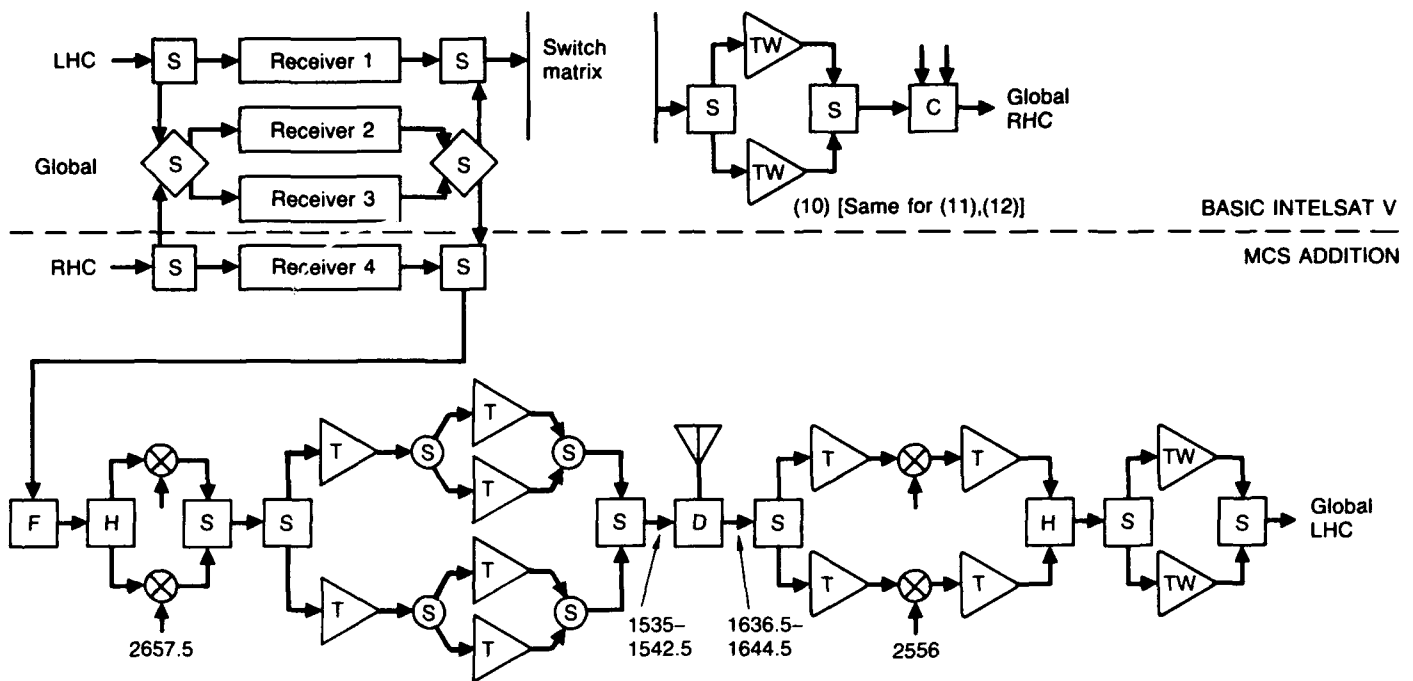 LHC
S
Receiver 1
S
Switch
matrix
Global
S
Receiver 2
Receiver 3
S
S
TW
TW
S
C
Global
RHC
(10) [Same for (11),(12)]
BASIC INTELSAT V
MCS ADDITION
RHC
S
Receiver 4
S
F
H
2657.5
S
S
T
S
T
T
S
T
S
T
T
S
S
1535–
1542.5
D
1636.5–
1644.5
S
T
T
T
2556
T
H
S
TW
TW
S
Global
LHC